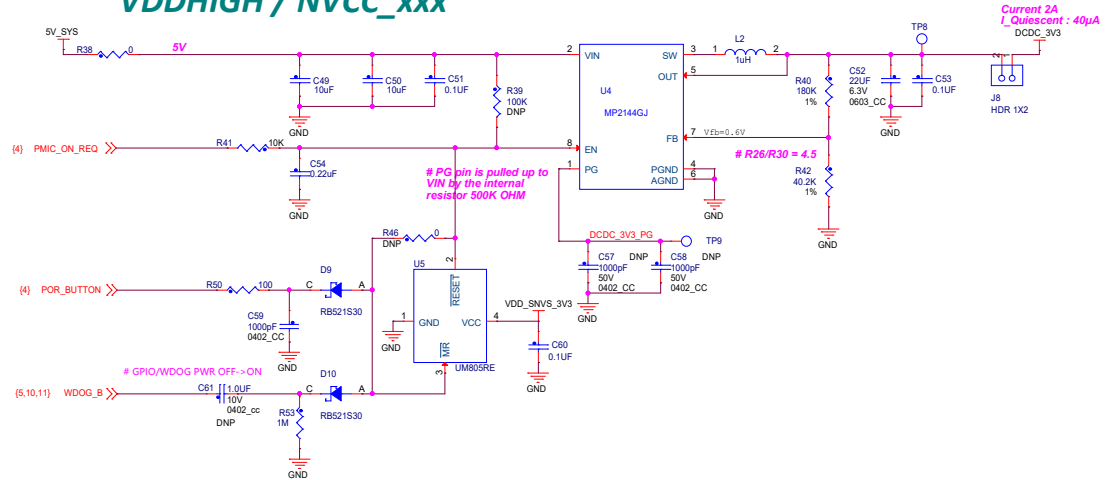 VDDHIGH / NVCC_xxx
Current 2A
I_Quiescent : 40µA
5V_SYS
DCDC_3V3
TP8
R38
0
5V
2
VIN
SW
3
1
L2
2
1uH
OUT
5
C49
10uF
C50
10uF
C51
0.1UF
R39
100K
DNP
U4
MP2144GJ
R40
180K
1%
C52
22UF
6.3V
0603_CC
C53
0.1UF
2
1
J8
HDR 1X2
GND
GND
FB
7
Vfb=0.6V
{4}
PMIC_ON_REQ
R41
10K
8
EN
# R26/R30 = 4.5
C54
0.22uF
1
PG
PGND
4
AGND
6
R42
40.2K
1%
# PG pin is pulled up to
VIN by the internal
resistor 500K OHM
GND
GND
GND
R46
0
DNP
DCDC_3V3_PG
TP9
U5
2
C57
1000pF
50V
0402_CC
DNP
C58
1000pF
50V
0402_CC
DNP
D9
{4}
POR_BUTTON
R50
100
C
A
RB521S30
RESET
VDD_SNVS_3V3
GND
C59
1000pF
0402_CC
1
GND
VCC
4
GND
GND
MR
C60
0.1UF
3
UM805RE
# GPIO/WDOG PWR OFF->ON
D10
GND
{5,10,11}
WDOG_B
C61
1.0UF
10V
0402_cc
DNP
C
A
RB521S30
R53
1M
GND